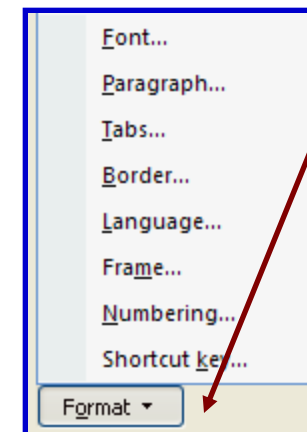 Font...
Paragraph...
Tabs...
Border...
Language...
Frame...
Numbering...
Shortcut key...
Format